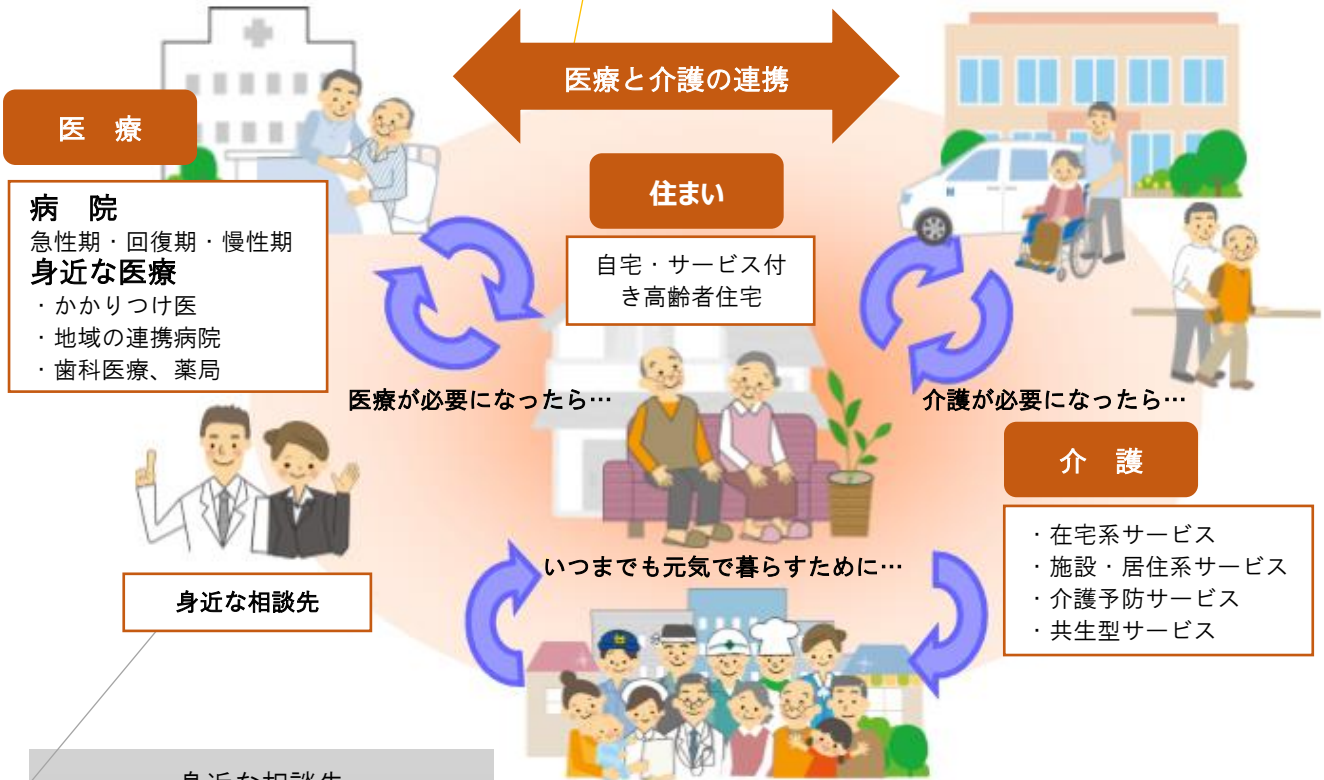 医療と介護の連携
医　療
病　院
急性期・回復期・慢性期
身近な医療
・かかりつけ医
・地域の連携病院
・歯科医療、薬局
住まい
自宅・サービス付
き高齢者住宅
医療が必要になったら…
介護が必要になったら…
介　護
・在宅系サービス
・施設・居住系サービス
・介護予防サービス
・共生型サービス
いつまでも元気で暮らすために…
身近な相談先
身近な相談先